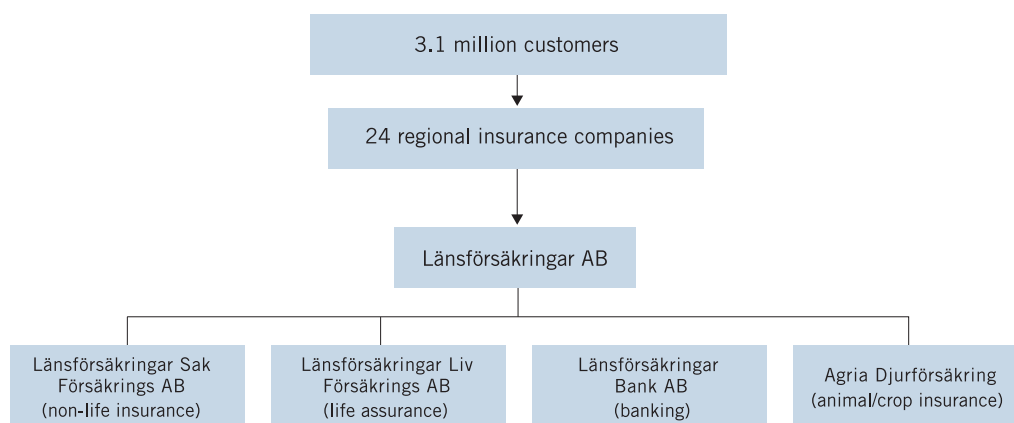 3.1 million customers
24 regional insurance companies
Länsförsäkringar AB
Länsförsäkringar Sak
Försäkrings AB
(non-life insurance)
Länsförsäkringar Liv
Försäkrings AB
(life assurance)
Länsförsäkringar
Bank AB
(banking)
Agria Djurförsäkring
(animal/crop insurance)